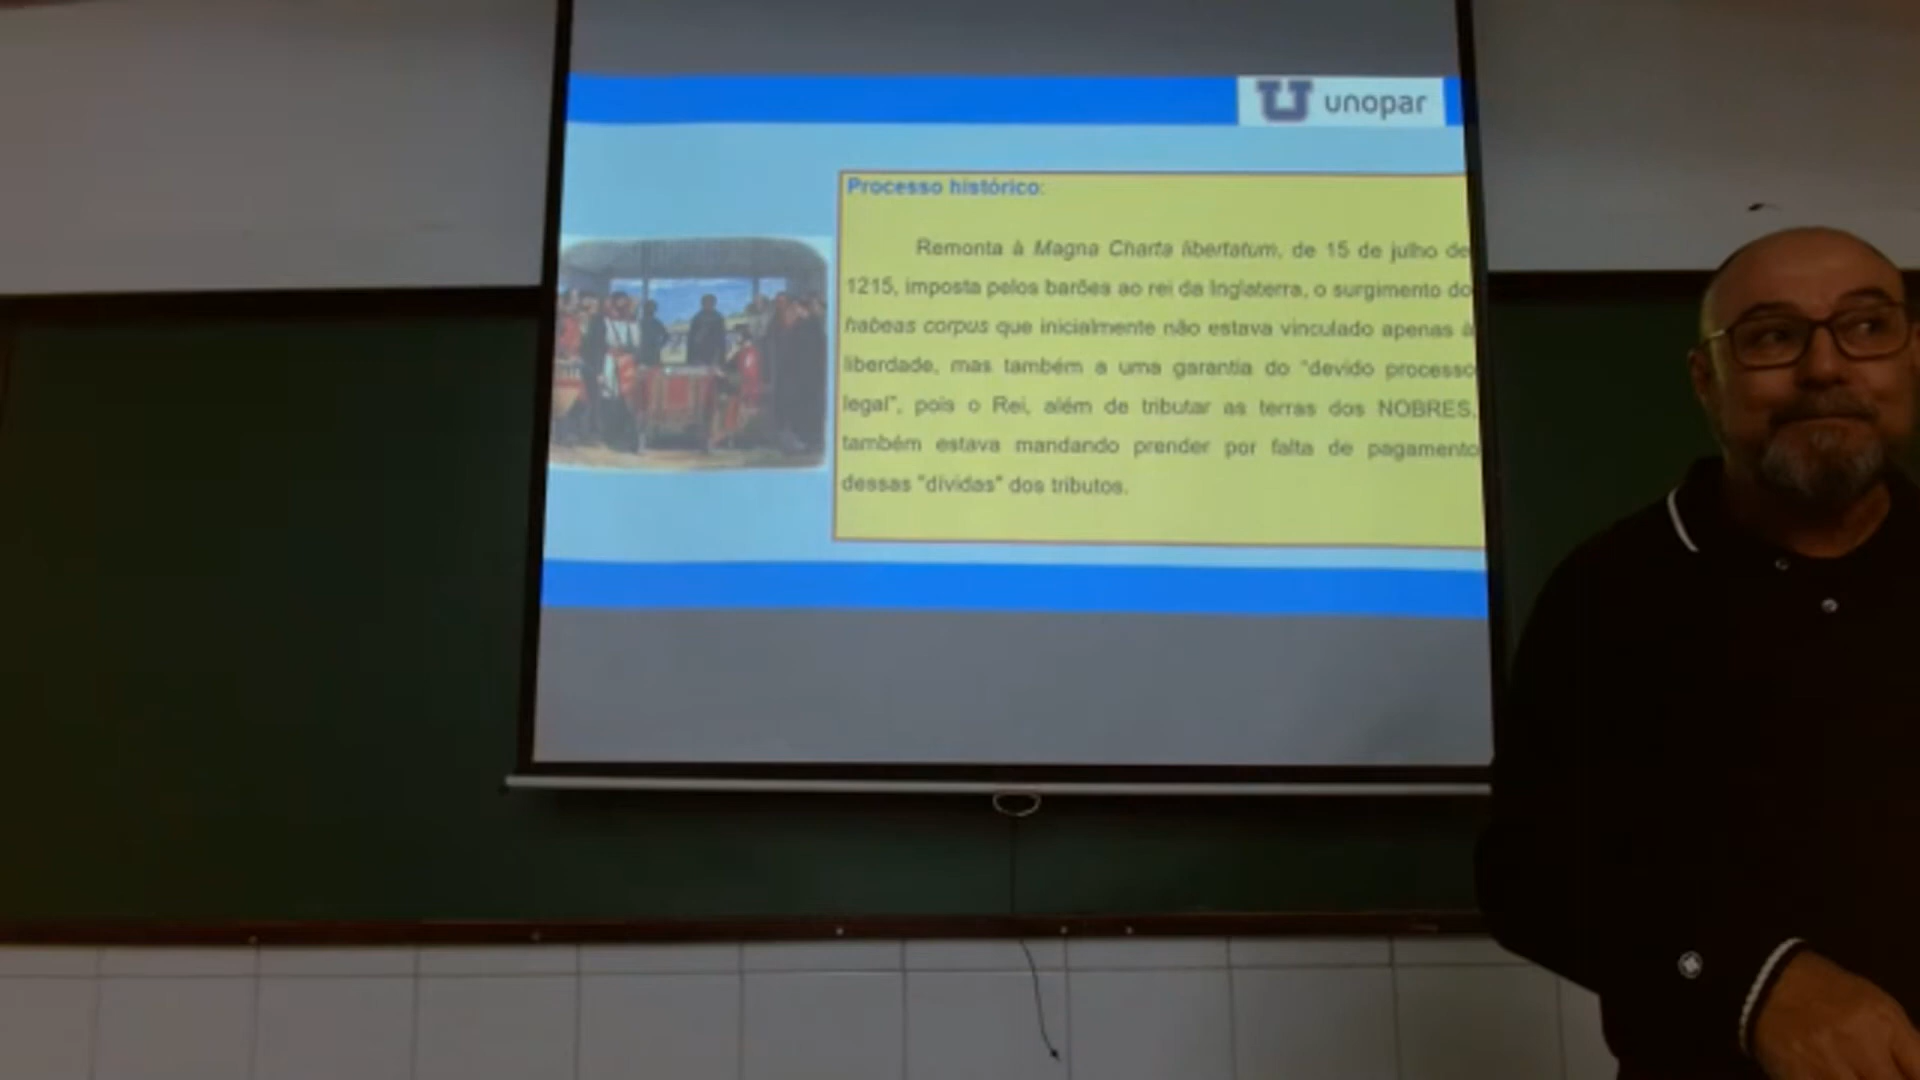 unopar
Processo histórico:
Remonta à Magna Charta libertatum, de 15 de julho de
1215, imposta pelos barões ao rei da Inglaterra, o surgimento do
habeas corpus que inicialmente não estava vinculado apenas à
liberdade, mas também a uma garantia do "devido processo
legal", pois o Rei, além de tributar as terras dos NOBRES,
também estava mandando prender por falta de pagamento
dessas "dívidas" dos tributos.